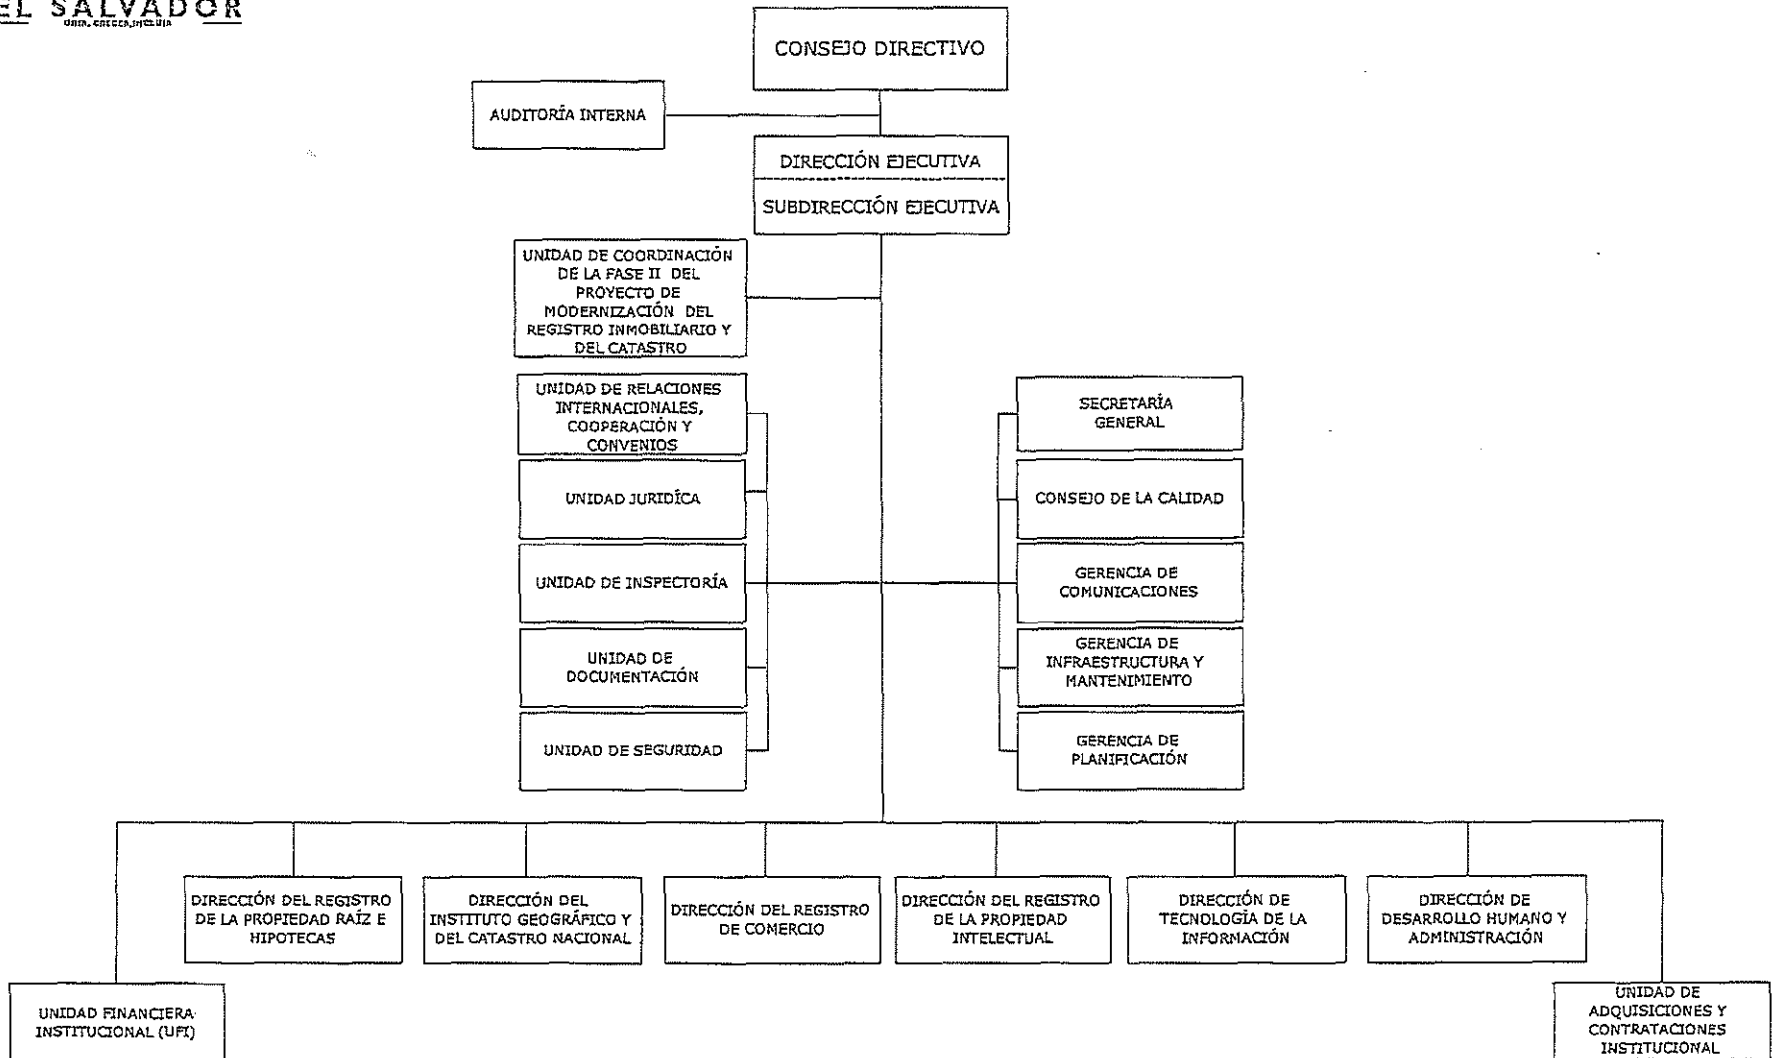 EL SALVADOR
UNIR, CRECER, INCLUIR
CONSEJO DIRECTIVO
AUDITORÍA INTERNA
DIRECCIÓN EJECUTIVA
SUBDIRECCIÓN EJECUTIVA
UNIDAD DE COORDINACIÓN
DE LA FASE II DEL
PROYECTO DE
MODERNIZACIÓN DEL
REGISTRO INMOBILIARIO Y
DEL CATASTRO
UNIDAD DE RELACIONES
INTERNACIONALES,
COOPERACIÓN Y
CONVENIOS
SECRETARÍA
GENERAL
UNIDAD JURIDÍCA
CONSEJO DE LA CALIDAD
UNIDAD DE INSPECTORÍA
GERENCIA DE
COMUNICACIONES
UNIDAD DE
DOCUMENTACIÓN
GERENCIA DE
INFRAESTRUCTURA Y
MANTENIMIENTO
UNIDAD DE SEGURIDAD
GERENCIA DE
PLANIFICACIÓN
DIRECCIÓN DEL REGISTRO
DE LA PROPIEDAD RAÍZ E
HIPOTECAS
DIRECCIÓN DEL
INSTITUTO GEOGRÁFICO Y
DEL CATASTRO NACIONAL
DIRECCIÓN DEL REGISTRO
DE COMERCIO
DIRECCIÓN DEL REGISTRO
DE LA PROPIEDAD
INTELECTUAL
DIRECCIÓN DE
TECNOLOGÍA DE LA
INFORMACIÓN
DIRECCIÓN DE
DESARROLLO HUMANO Y
ADMINISTRACIÓN
UNIDAD FINANCIERA
INSTITUCIONAL (UFI)
UNIDAD DE
ADQUISICIONES Y
CONTRATACIONES
INSTITUCIONAL